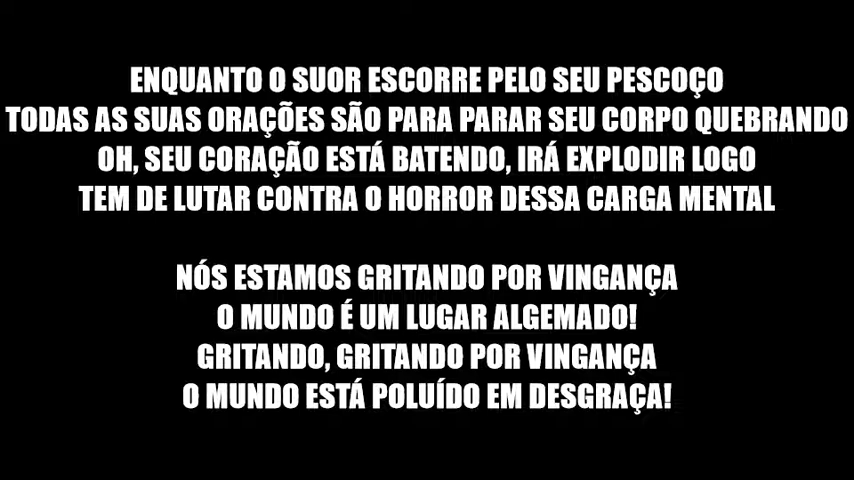 ENQUANTO O SUOR ESCORRE PELO SEU PESCOÇO
TODAS AS SUAS ORAÇÕES SÃO PARA PARAR SEU CORPO QUEBRANDO
OH, SEU CORAÇÃO ESTÁ BATENDO, IRÁ EXPLODIR LOGO
TEM DE LUTAR CONTRA O HORROR DESSA CARGA MENTAL
NÓS ESTAMOS GRITANDO POR VINGANÇA
O MUNDO É UM LUGAR ALGEMADO!
GRITANDO, GRITANDO POR VINGANÇA
O MUNDO ESTÁ POLUÍDO EM DESGRAÇA!